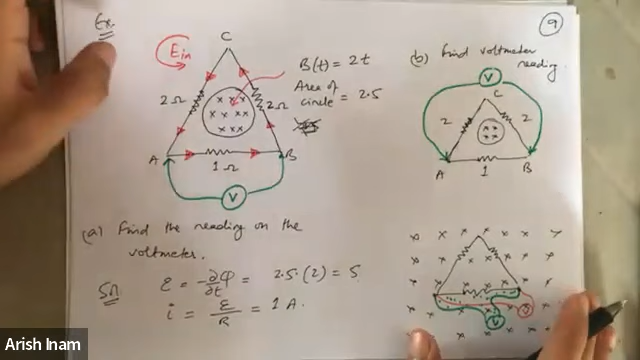 Ex.
9
C
Ein
B(t) = 2t
Area of
circle = 2.5
2Ω
2Ω
x x x
x x x x
x x x
A
B
1 Ω
V
(b) Find voltmeter
reading.
V
C
2
2
x x
x x
A
B
1
(a) Find the reading on the
voltmeter.
Sol
ε = -∂φ/∂t = 2.5.(2) = 5
i = ε/R = 1 A.
V
V
Arish Inam